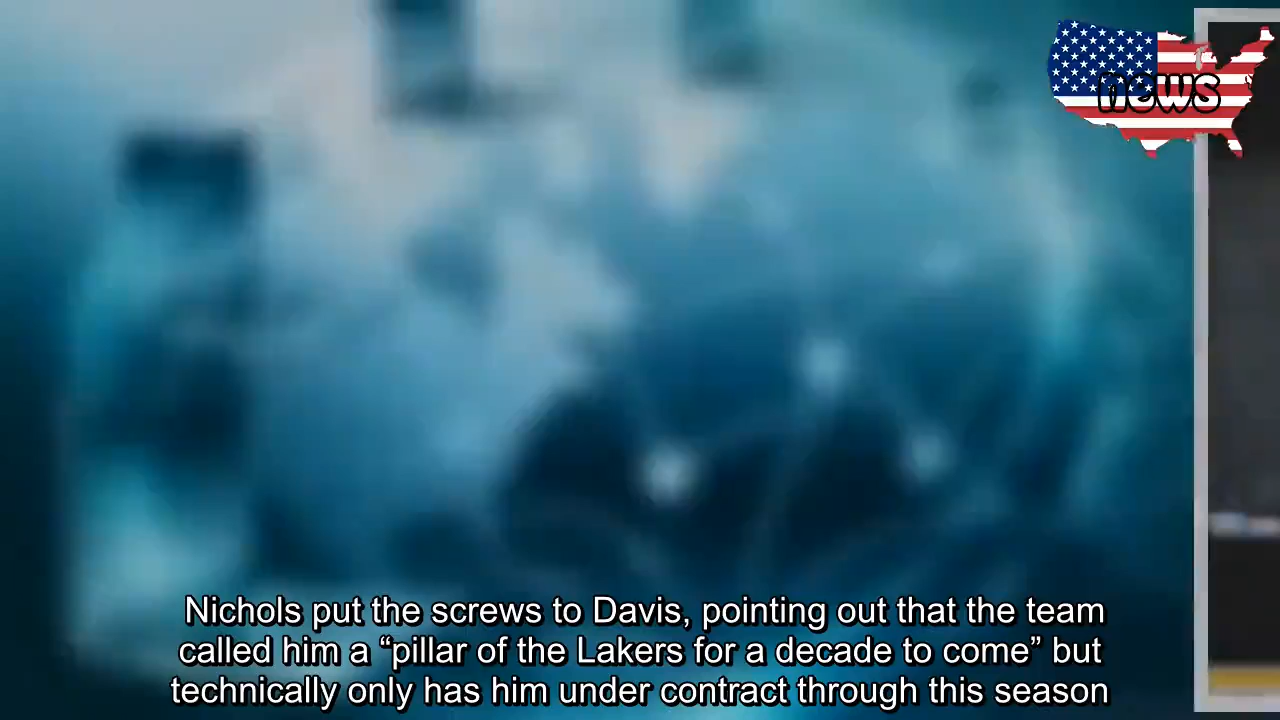 news
Nichols put the screws to Davis, pointing out that the team
called him a “pillar of the Lakers for a decade to come” but
technically only has him under contract through this season